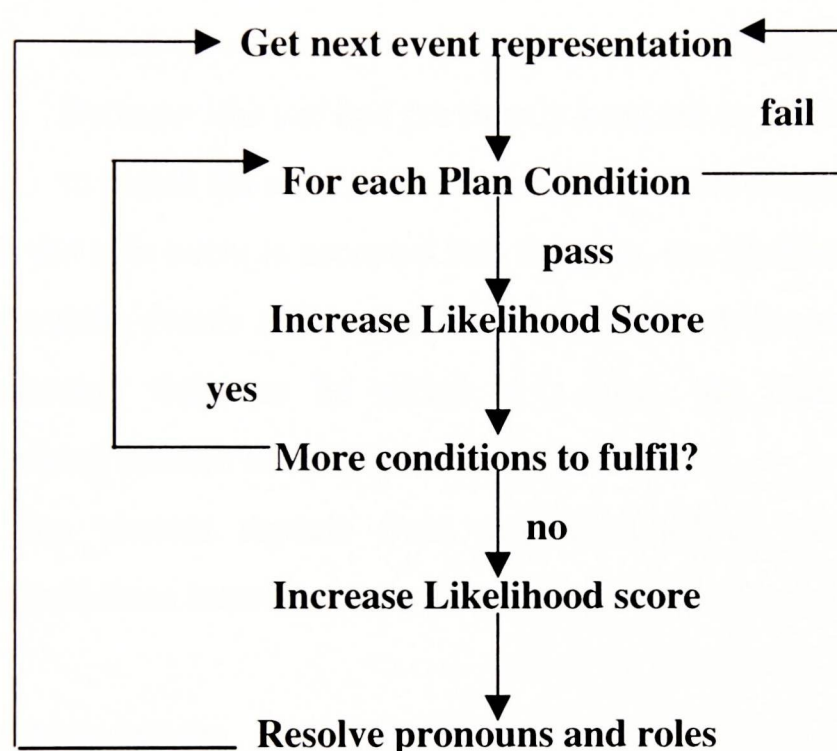 Get next event representation
fail
For each Plan Condition
pass
Increase Likelihood Score
yes
More conditions to fulfil?
no
Increase Likelihood score
Resolve pronouns and roles